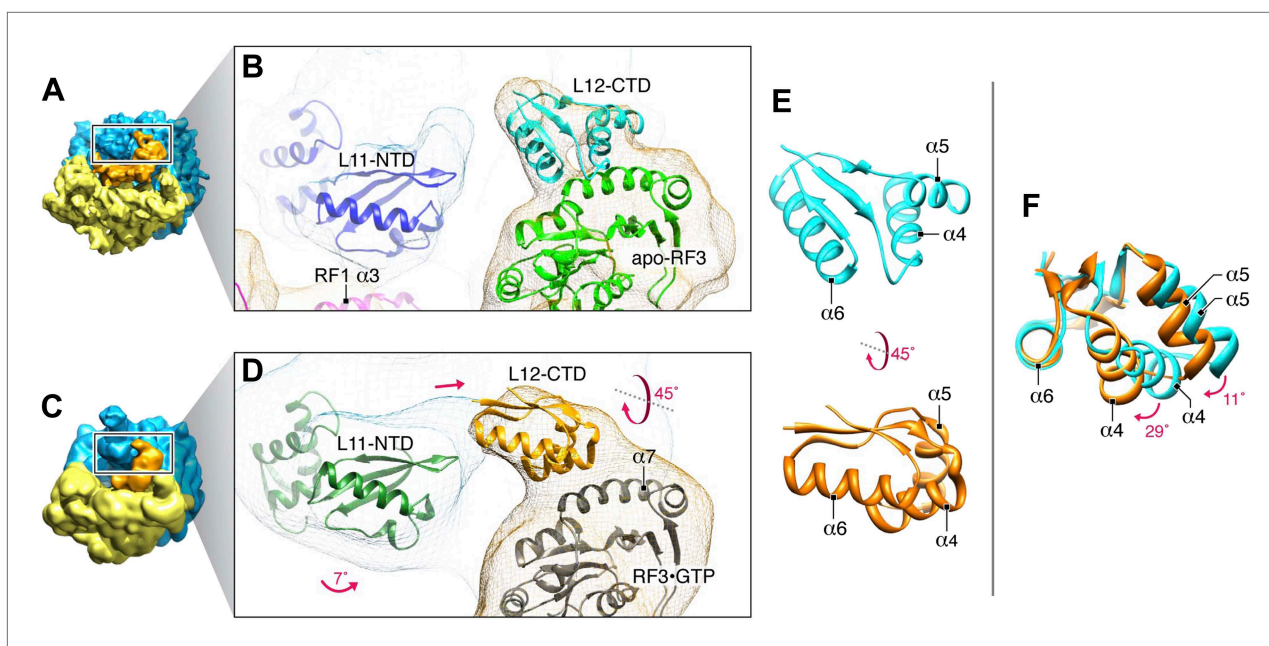 A
B
L12-CTD
L11-NTD
apo-RF3
RF1 α3
C
D
L12-CTD
45°
L11-NTD
α7
7°
RF3•GTP
E
α5
α4
α6
45°
α5
α6
α4
F
α5
α5
α6
α4
α4
11°
29°